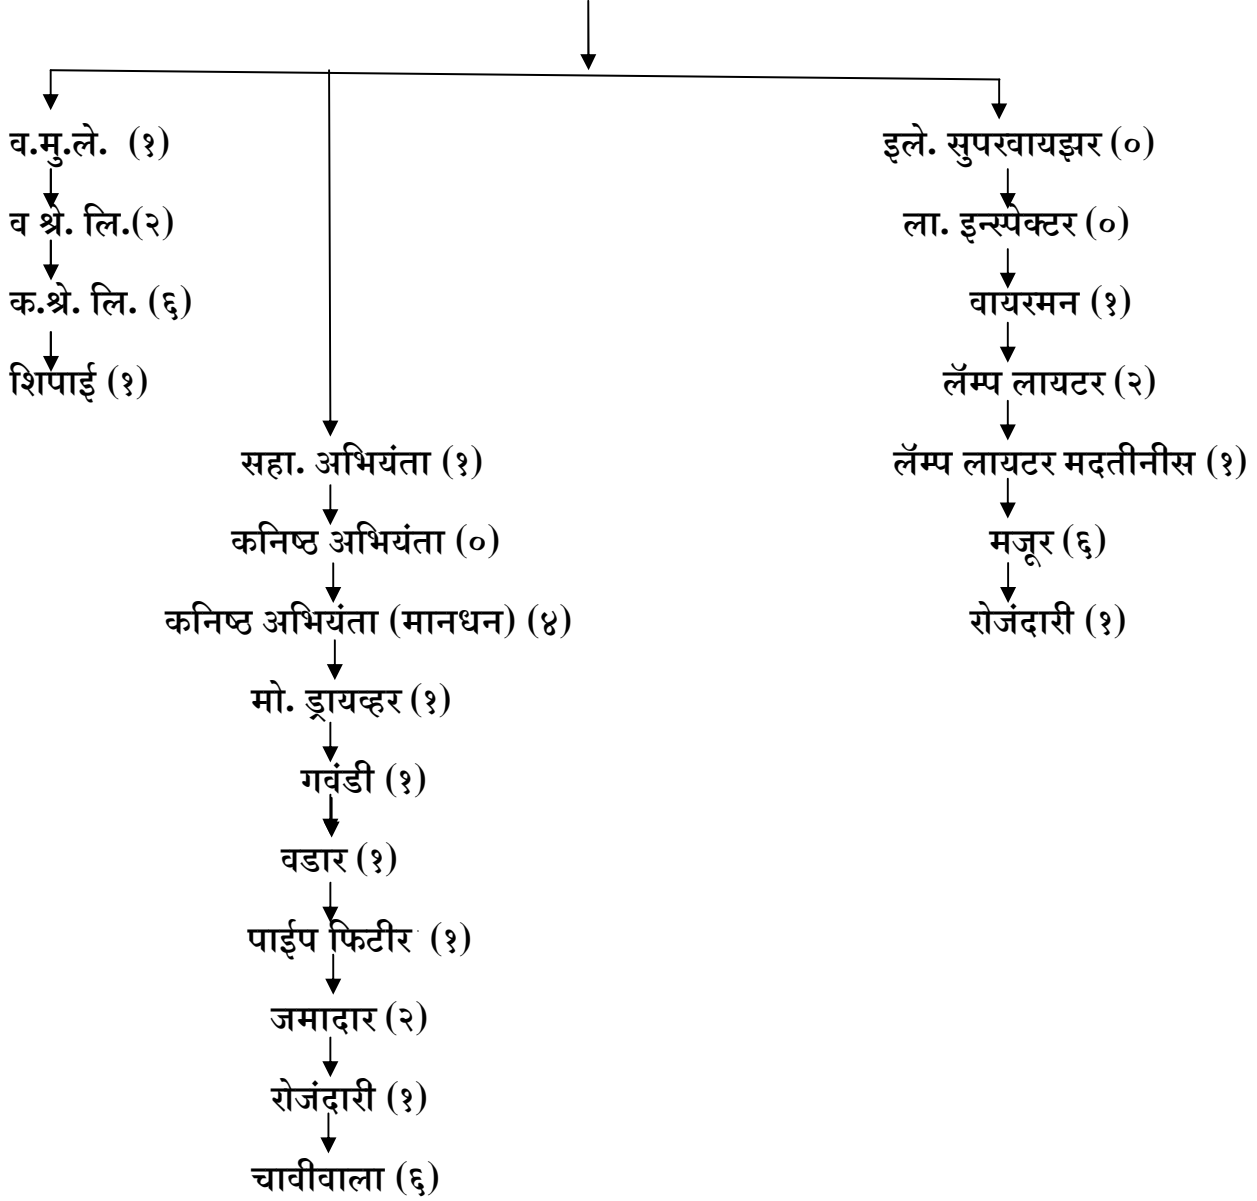 व.मु.ले. (१)
व श्रे. लि.(२)
क.श्रे. लि. (६)
शिपाई (१)
सहा. अभियंता (१)
कनिष्ठ अभियंता (०)
कनिष्ठ अभियंता (मानधन) (४)
मो. ड्रायव्हर (१)
गवंडी (१)
वडार (१)
पाईप फिटीर (१)
जमादार (२)
रोजंदारी (१)
चावीवाला (६)
इले. सुपरवायझर (०)
ला. इन्स्पेक्टर (०)
वायरमन (१)
लॅम्प लायटर (२)
लॅम्प लायटर मदतीनीस (१)
मजूर (६)
रोजंदारी (१)